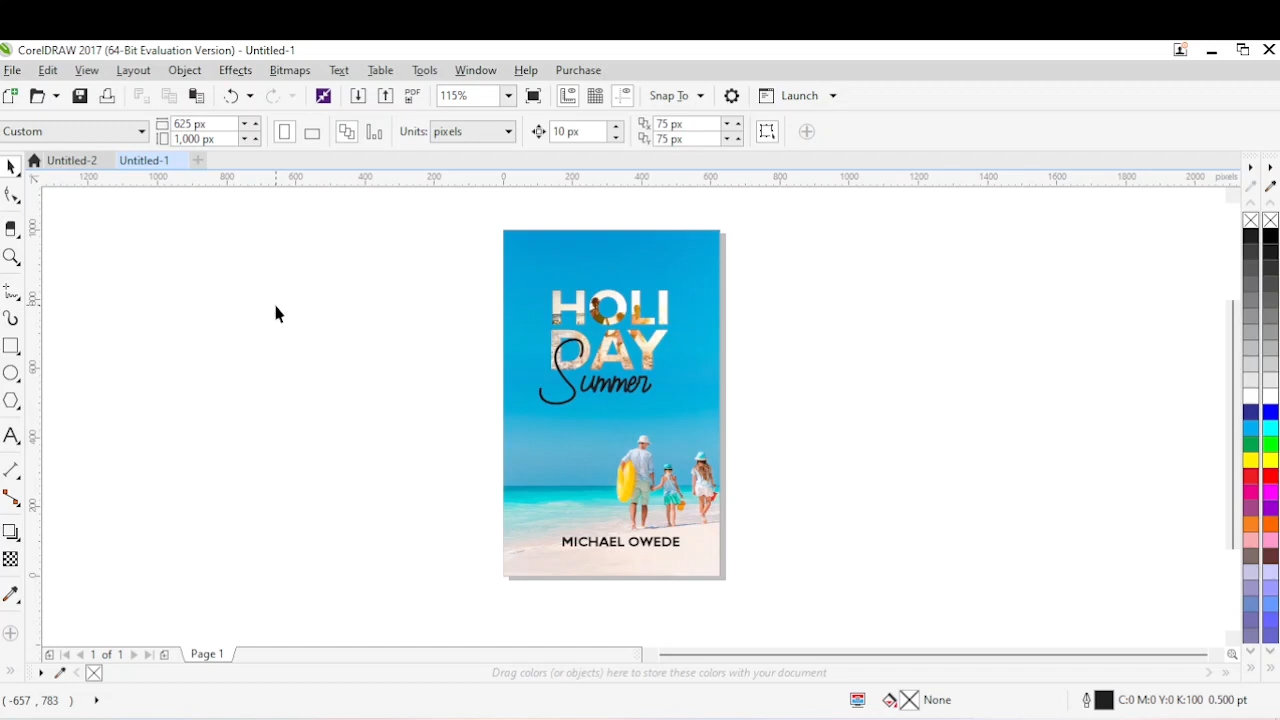 CorelDRAW 2017 (64-Bit Evaluation Version) - Untitled-1
File Edit View Layout Object Effects Bitmaps Text Table Tools Window Help Purchase
PDF 115% Snap To Launch
Custom 625 px 1,000 px Units: pixels 10 px 75 px 75 px
Untitled-2 Untitled-1
1200 1000 800 600 400 200 0 200 400 600 800 1000 1200 1400 1600 1800 2000 pixels
HOLI
DAY
Summer
MICHAEL OWEDE
1 of 1 Page 1
Drag colors (or objects) here to store these colors with your document
(-657 , 783 ) None C:0 M:0 Y:0 K:100 0.500 pt